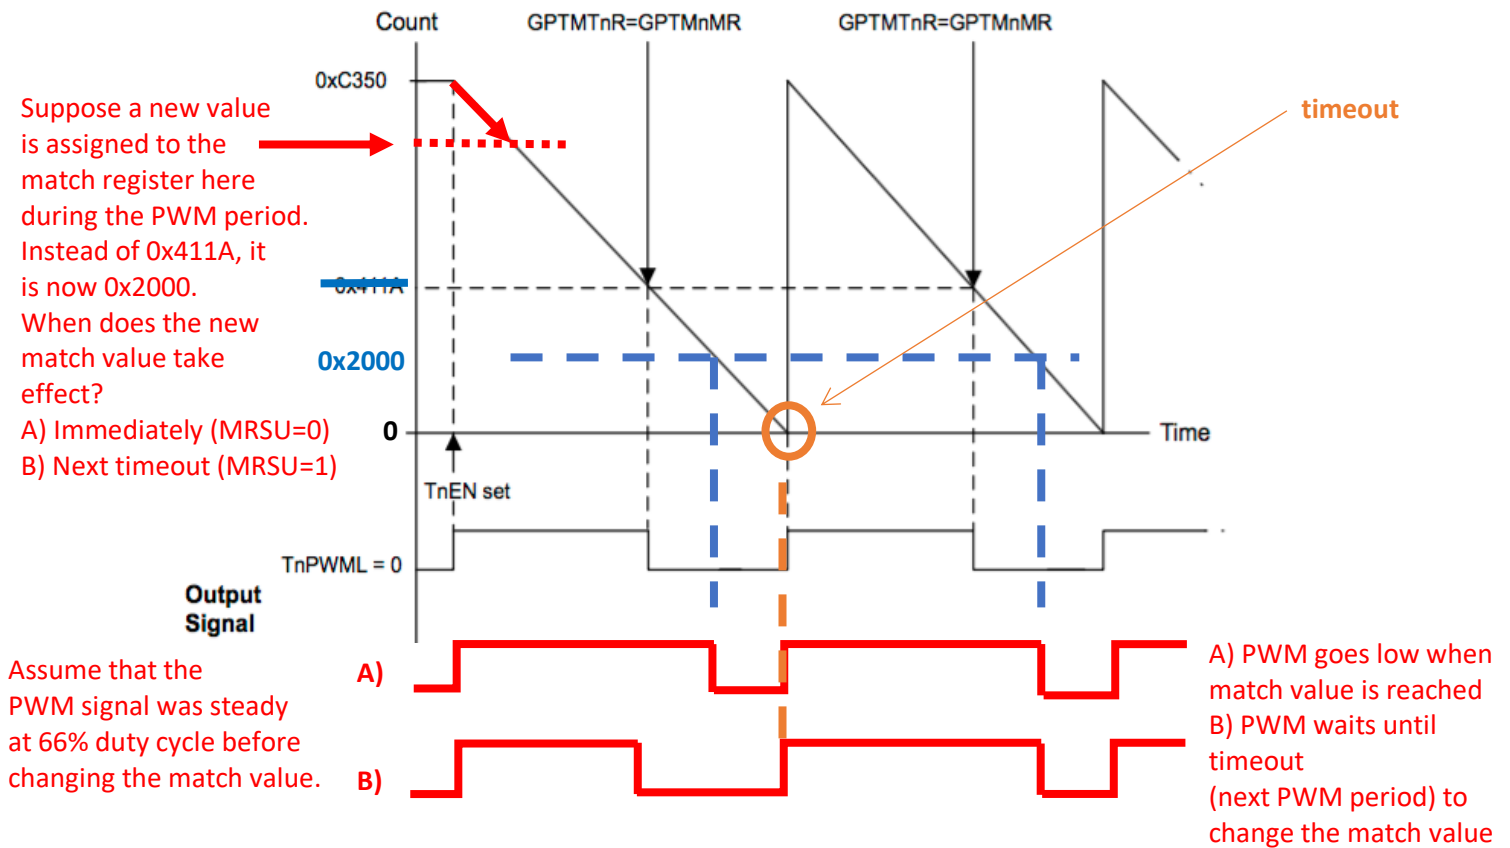 Count
GPTMTnR=GPTMnMR
GPTMTnR=GPTMnMR
0xC350
timeout
Suppose a new value
is assigned to the
match register here
during the PWM period.
Instead of 0x411A, it
is now 0x2000.
When does the new
match value take
effect?
A) Immediately (MRSU=0)
B) Next timeout (MRSU=1)
0x411A
0x2000
0
Time
TnEN set
TnPWML = 0
Output
Signal
Assume that the
PWM signal was steady
at 66% duty cycle before
changing the match value.
A)
B)
A) PWM goes low when
match value is reached
B) PWM waits until
timeout
(next PWM period) to
change the match value